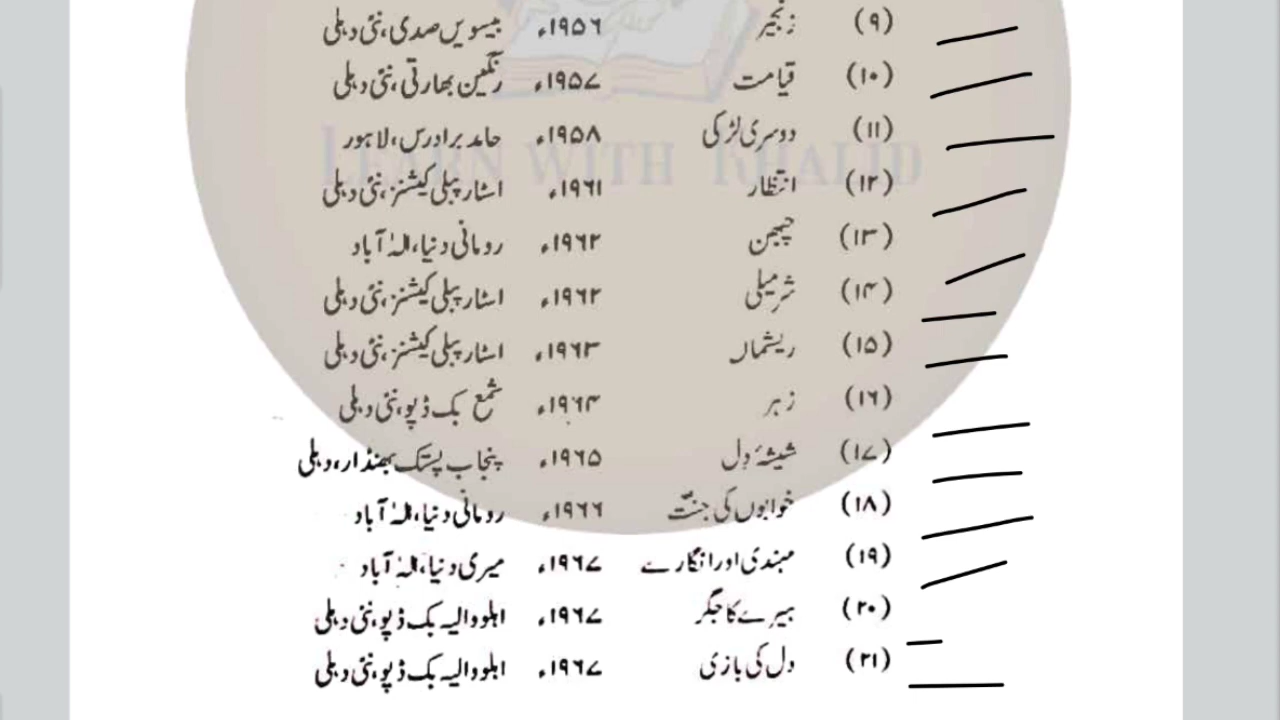 (۹) زنجیر ۱۹۵۶ء بیسویں صدی، نئی دہلی
(۱۰) قیامت ۱۹۵۷ء رنگین بھارتی، نئی دہلی
(۱۱) دوسری لڑکی ۱۹۵۸ء حامد برادرس، لاہور
LEARN WITH KHALID
(۱۲) انتظار ۱۹۶۱ء اسٹار پبلی کیشنز، نئی دہلی
(۱۳) چبھن ۱۹۶۲ء رومانی دنیا، الہٰ آباد
(۱۴) شرمیلی ۱۹۶۲ء اسٹار پبلی کیشنز، نئی دہلی
(۱۵) ریشماں ۱۹۶۳ء اسٹار پبلی کیشنز، نئی دہلی
(۱۶) زہر ۱۹۶۴ء شمع بک ڈپو، نئی دہلی
(۱۷) شیشۂ دل ۱۹۶۵ء پنجاب پستک بھنڈار، دہلی
(۱۸) خوابوں کی جنت ۱۹۶۶ء رومانی دنیا، الہٰ آباد
(۱۹) مہندی اور انگارے ۱۹۶۷ء میری دنیا، الہٰ آباد
(۲۰) ہیرے کا جگر ۱۹۶۷ء اہلووالیہ بک ڈپو، نئی دہلی
(۲۱) دل کی بازی ۱۹۶۷ء اہلووالیہ بک ڈپو، نئی دہلی